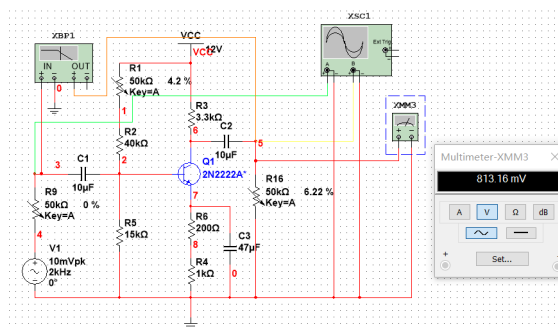 XSC1
XBP1
VCC
VCC
12V
Ext Trig
IN OUT
A B
R1
50kΩ 4.2 %
Key=A
0
1
XMM3
R3
3.3kΩ
6
C2
10µF
5
R2
40kΩ
2
3
C1
10µF
Q1
2N2222A*
R9
50kΩ
Key=A
0 %
4
R16
50kΩ 6.22 %
Key=A
7
R5
15kΩ
R6
200Ω
8
C3
47µF
0
V1
10mVpk
2kHz
0°
R4
1kΩ
Multimeter-XMM3
813.16 mV
A V Ω dB
Set...